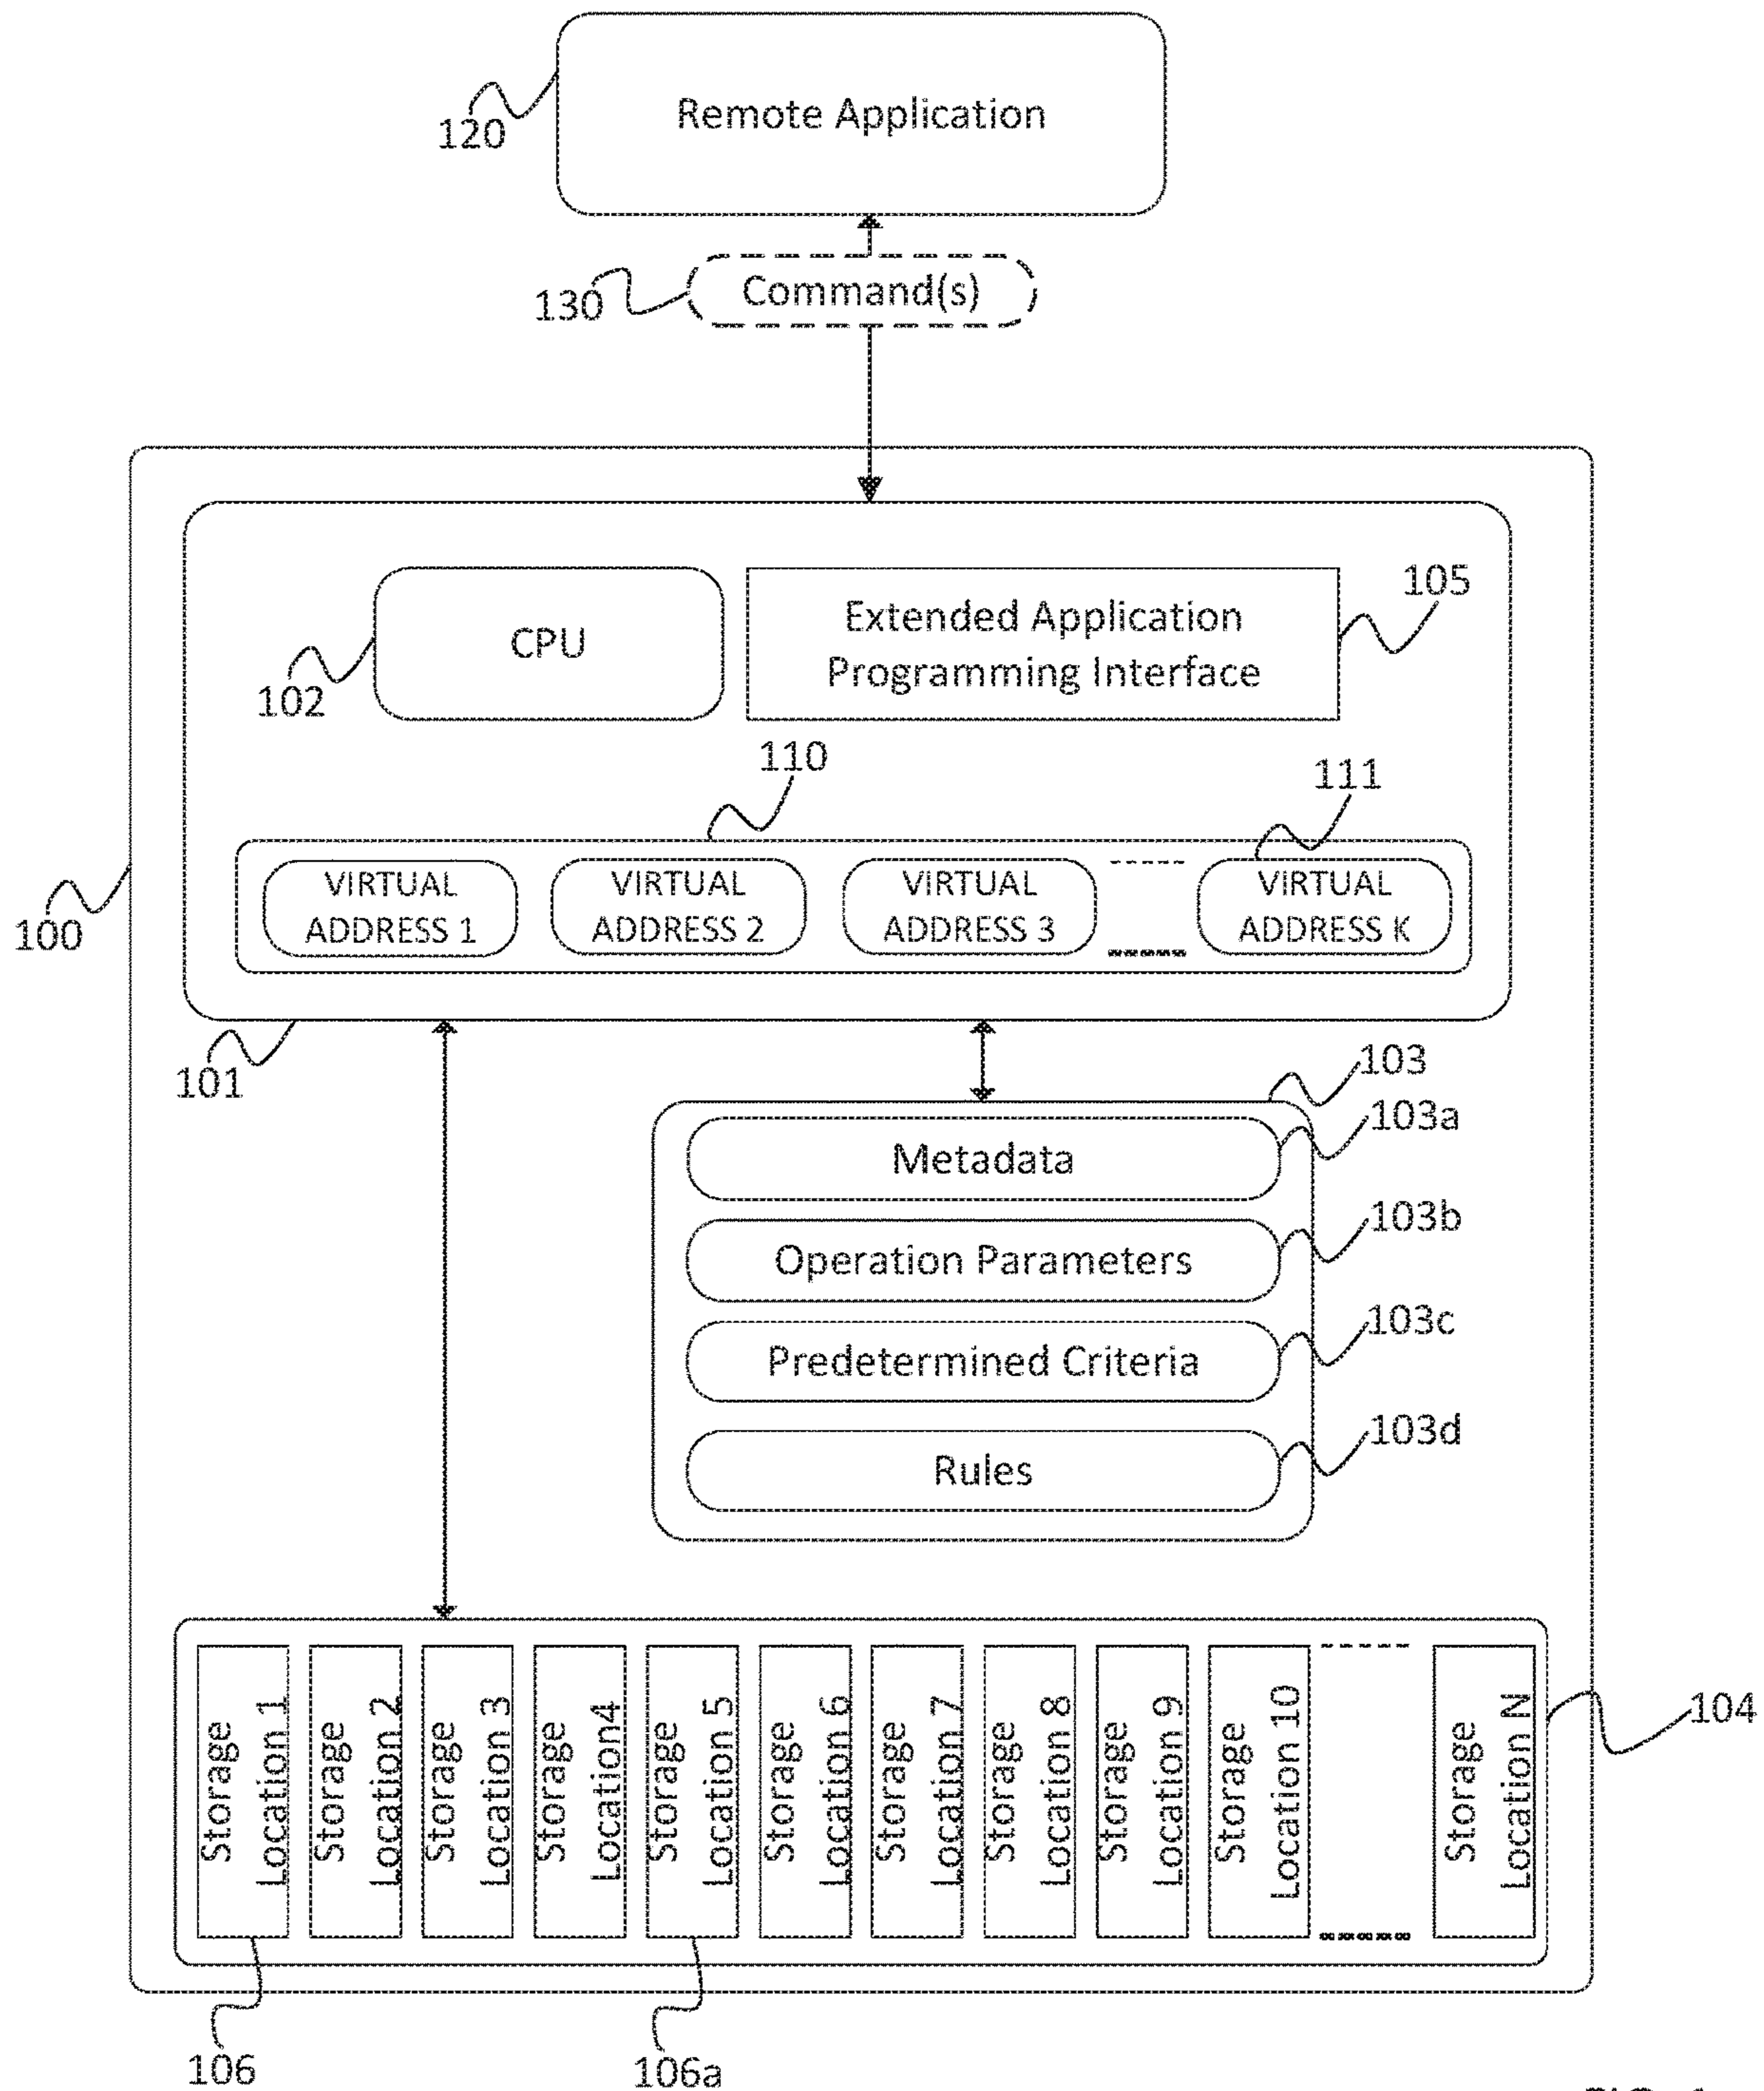 Remote Application
120
Command(s)
130
105
Extended Application
Programming Interface
CPU
102
110
111
VIRTUAL
ADDRESS 1
VIRTUAL
ADDRESS 2
VIRTUAL
ADDRESS 3
VIRTUAL
ADDRESS K
100
101
103
103a
Metadata
103b
Operation Parameters
103c
Predetermined Criteria
103d
Rules
Storage
Location 1
Storage
Location 2
Storage
Location 3
Storage
Location4
Storage
Location 5
Storage
Location 6
Storage
Location 7
Storage
Location 8
Storage
Location 9
Storage
Location 10
Storage
Location N
104
106
106a